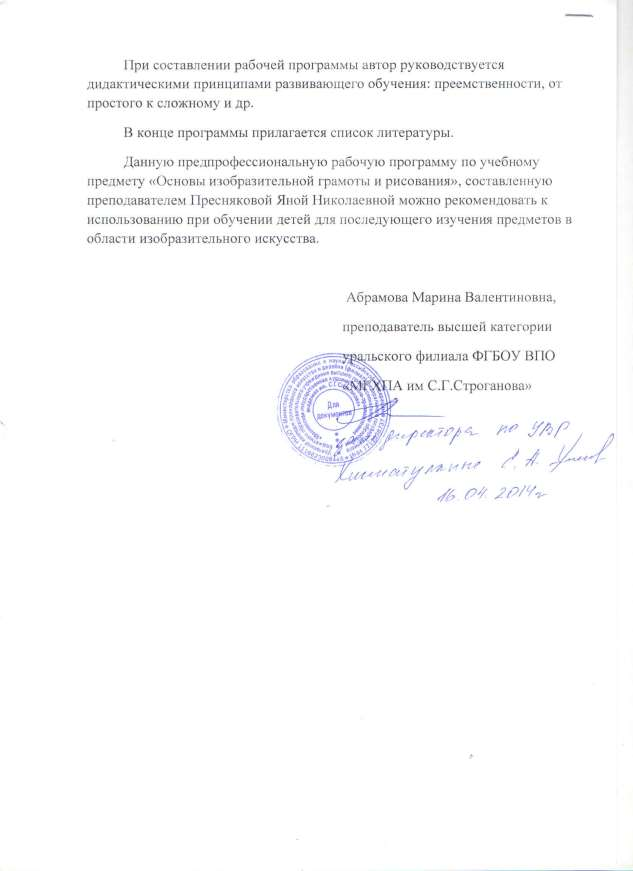 При составлении рабочей программы автор руководствуется
дидактическими принципами развивающего обучения: преемственности, от
простого к сложному и др.
В конце программы прилагается список литературы.
Данную предпрофессиональную рабочую программу по учебному
предмету «Основы изобразительной грамоты и рисования», составленную
преподавателем Пресняковой Яной Николаевной можно рекомендовать к
использованию при обучении детей для последующего изучения предметов в
области изобразительного искусства.
Абрамова Марина Валентиновна,
преподаватель высшей категории
уральского филиала ФГБОУ ВПО
«МГХПА им С.Г.Строганова»
Для
документов
директора по УВР
С. А.
16.04.2014г